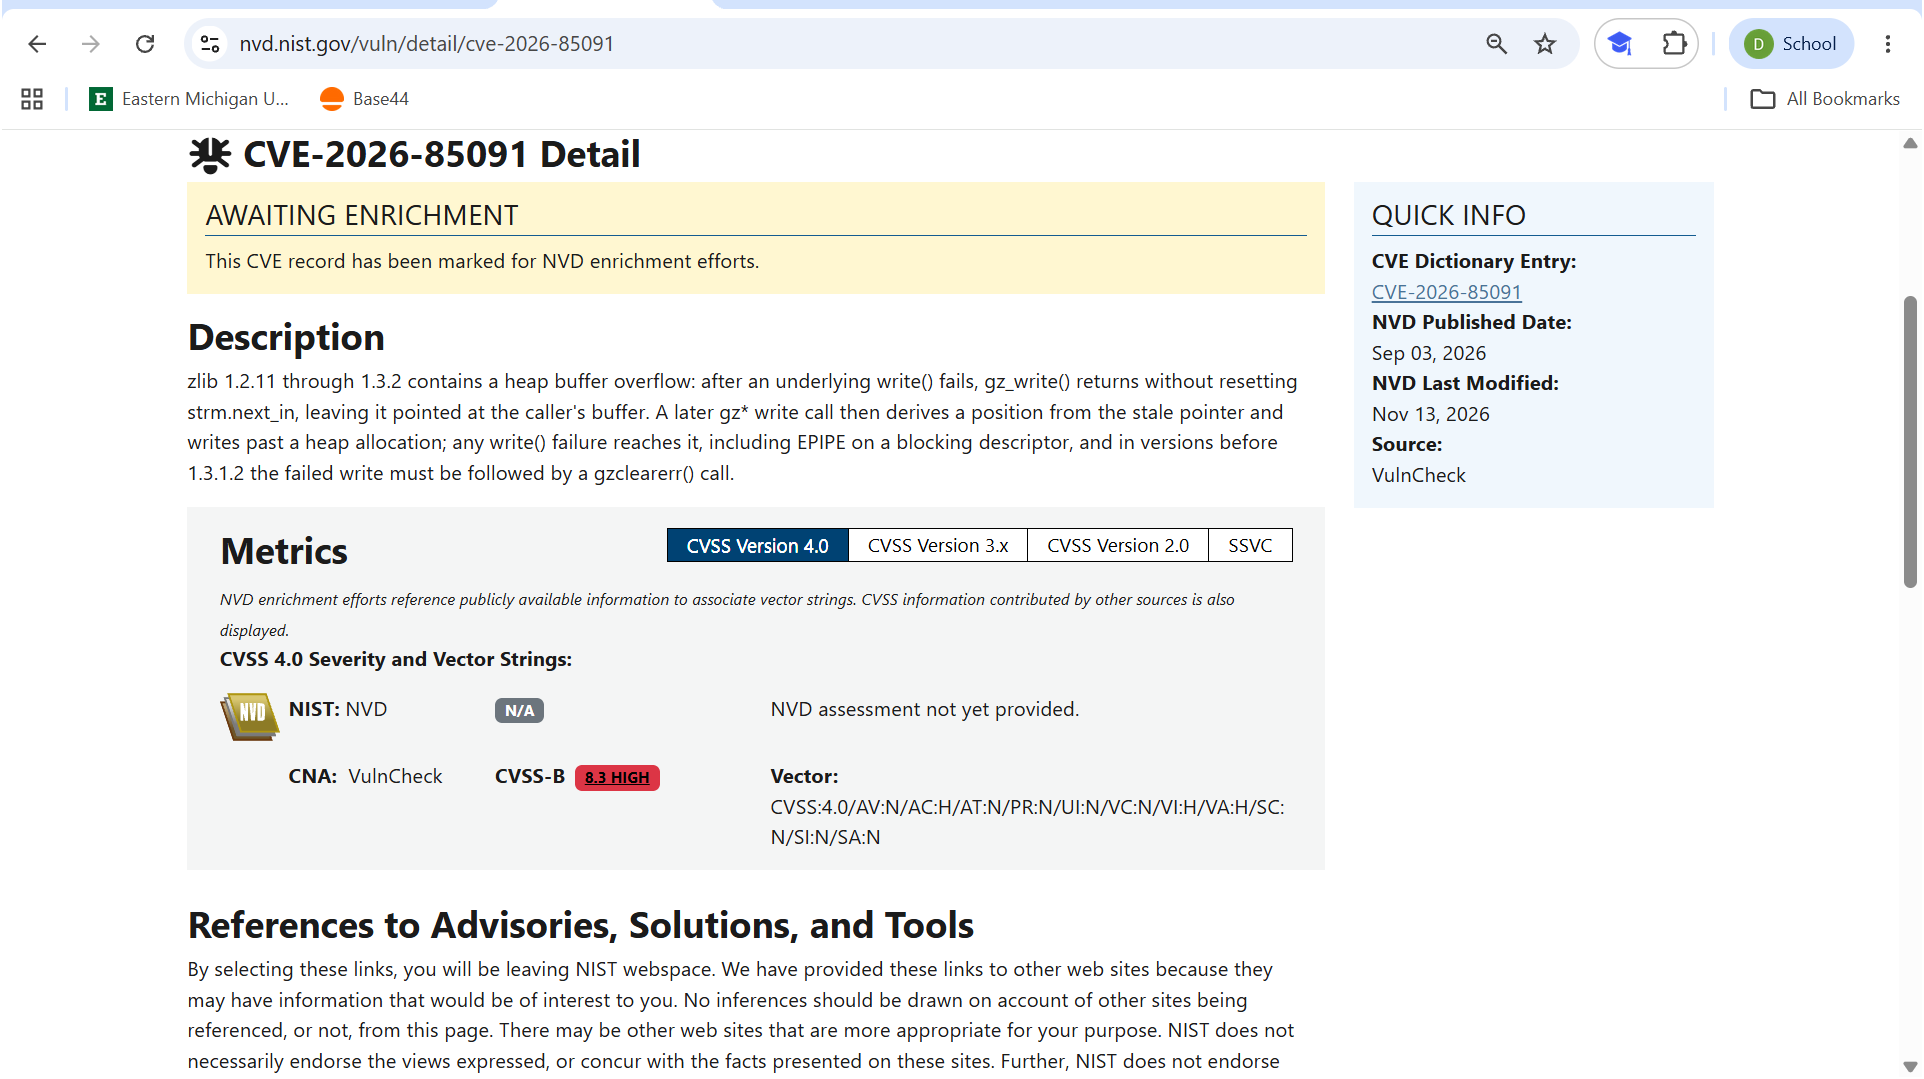 nvd.nist.gov/vuln/detail/cve-2026-85091
D School
E Eastern Michigan U...
Base44
All Bookmarks
CVE-2026-85091 Detail
AWAITING ENRICHMENT
This CVE record has been marked for NVD enrichment efforts.
Description
zlib 1.2.11 through 1.3.2 contains a heap buffer overflow: after an underlying write() fails, gz_write() returns without resetting
strm.next_in, leaving it pointed at the caller's buffer. A later gz* write call then derives a position from the stale pointer and
writes past a heap allocation; any write() failure reaches it, including EPIPE on a blocking descriptor, and in versions before
1.3.1.2 the failed write must be followed by a gzclearerr() call.
QUICK INFO
CVE Dictionary Entry:
CVE-2026-85091
NVD Published Date:
Sep 03, 2026
NVD Last Modified:
Nov 13, 2026
Source:
VulnCheck
Metrics
CVSS Version 4.0
CVSS Version 3.x
CVSS Version 2.0
SSVC
NVD enrichment efforts reference publicly available information to associate vector strings. CVSS information contributed by other sources is also
displayed.
CVSS 4.0 Severity and Vector Strings:
NVD
NIST: NVD
N/A
NVD assessment not yet provided.
CNA: VulnCheck
CVSS-B 8.3 HIGH
Vector:
CVSS:4.0/AV:N/AC:H/AT:N/PR:N/UI:N/VC:N/VI:H/VA:H/SC:
N/SI:N/SA:N
References to Advisories, Solutions, and Tools
By selecting these links, you will be leaving NIST webspace. We have provided these links to other web sites because they
may have information that would be of interest to you. No inferences should be drawn on account of other sites being
referenced, or not, from this page. There may be other web sites that are more appropriate for your purpose. NIST does not
necessarily endorse the views expressed, or concur with the facts presented on these sites. Further, NIST does not endorse